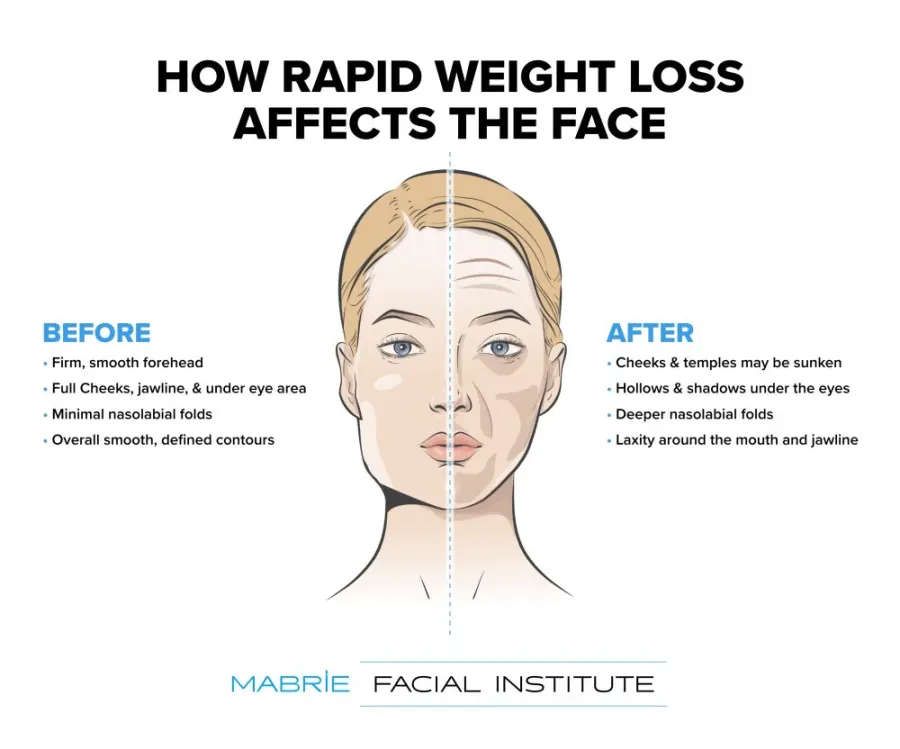 HOW RAPID WEIGHT LOSS
AFFECTS THE FACE
BEFORE
• Firm, smooth forehead
• Full Cheeks, jawline, & under eye area
• Minimal nasolabial folds
• Overall smooth, defined contours
AFTER
• Cheeks & temples may be sunken
• Hollows & shadows under the eyes
• Deeper nasolabial folds
• Laxity around the mouth and jawline
MABRİE FACIAL INSTITUTE